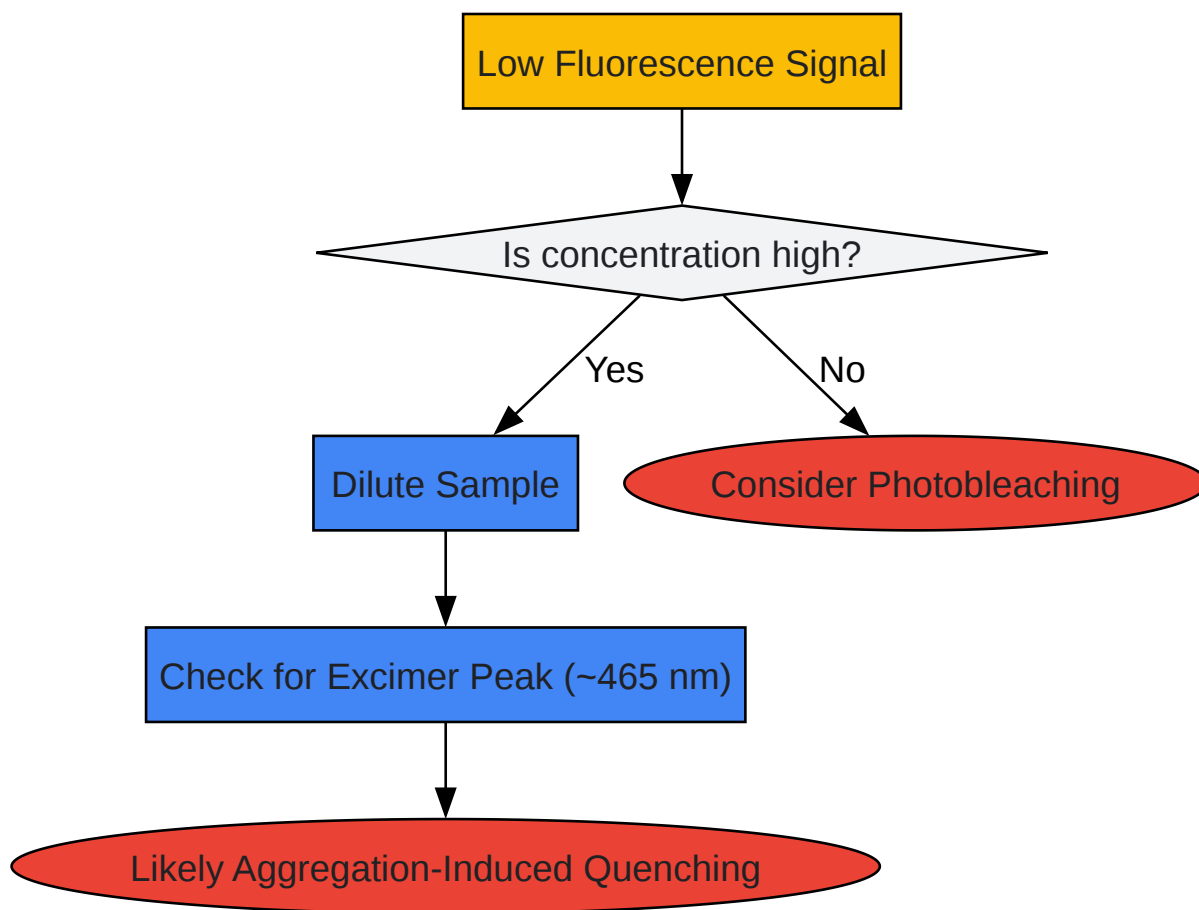 Low Fluorescence Signal
Is concentration high?
Yes
No
Dilute Sample
Consider Photobleaching
Check for Excimer Peak (~465 nm)
Likely Aggregation-Induced Quenching